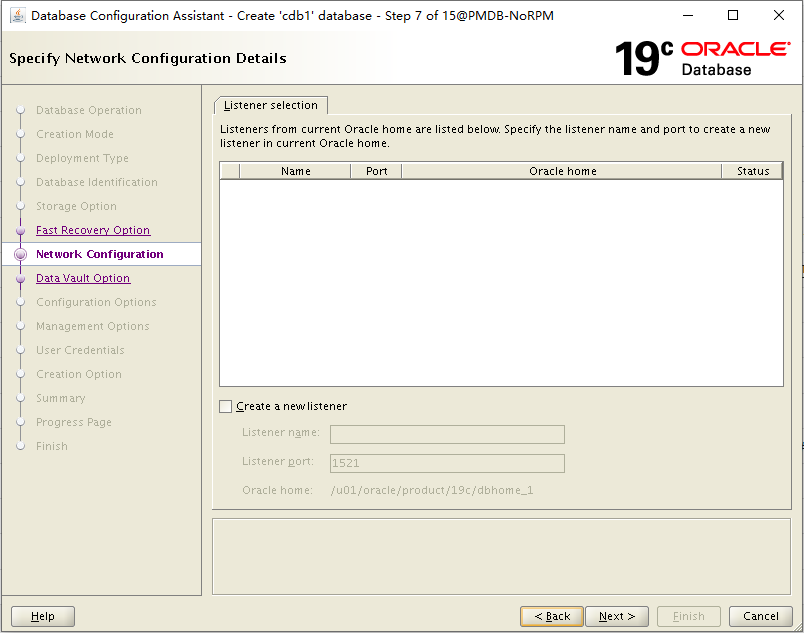 Database Configuration Assistant - Create 'cdb1' database - Step 7 of 15@PMDB-NoRPM
Specify Network Configuration Details
19c ORACLE
Database
Database Operation
Creation Mode
Deployment Type
Database Identification
Storage Option
Fast Recovery Option
Network Configuration
Data Vault Option
Configuration Options
Management Options
User Credentials
Creation Option
Summary
Progress Page
Finish
Listener selection
Listeners from current Oracle home are listed below. Specify the listener name and port to create a new
listener in current Oracle home.
Name Port Oracle home Status
Create a new listener
Listener name:
Listener port: 1521
Oracle home: /u01/oracle/product/19c/dbhome_1
Help < Back Next > Finish Cancel